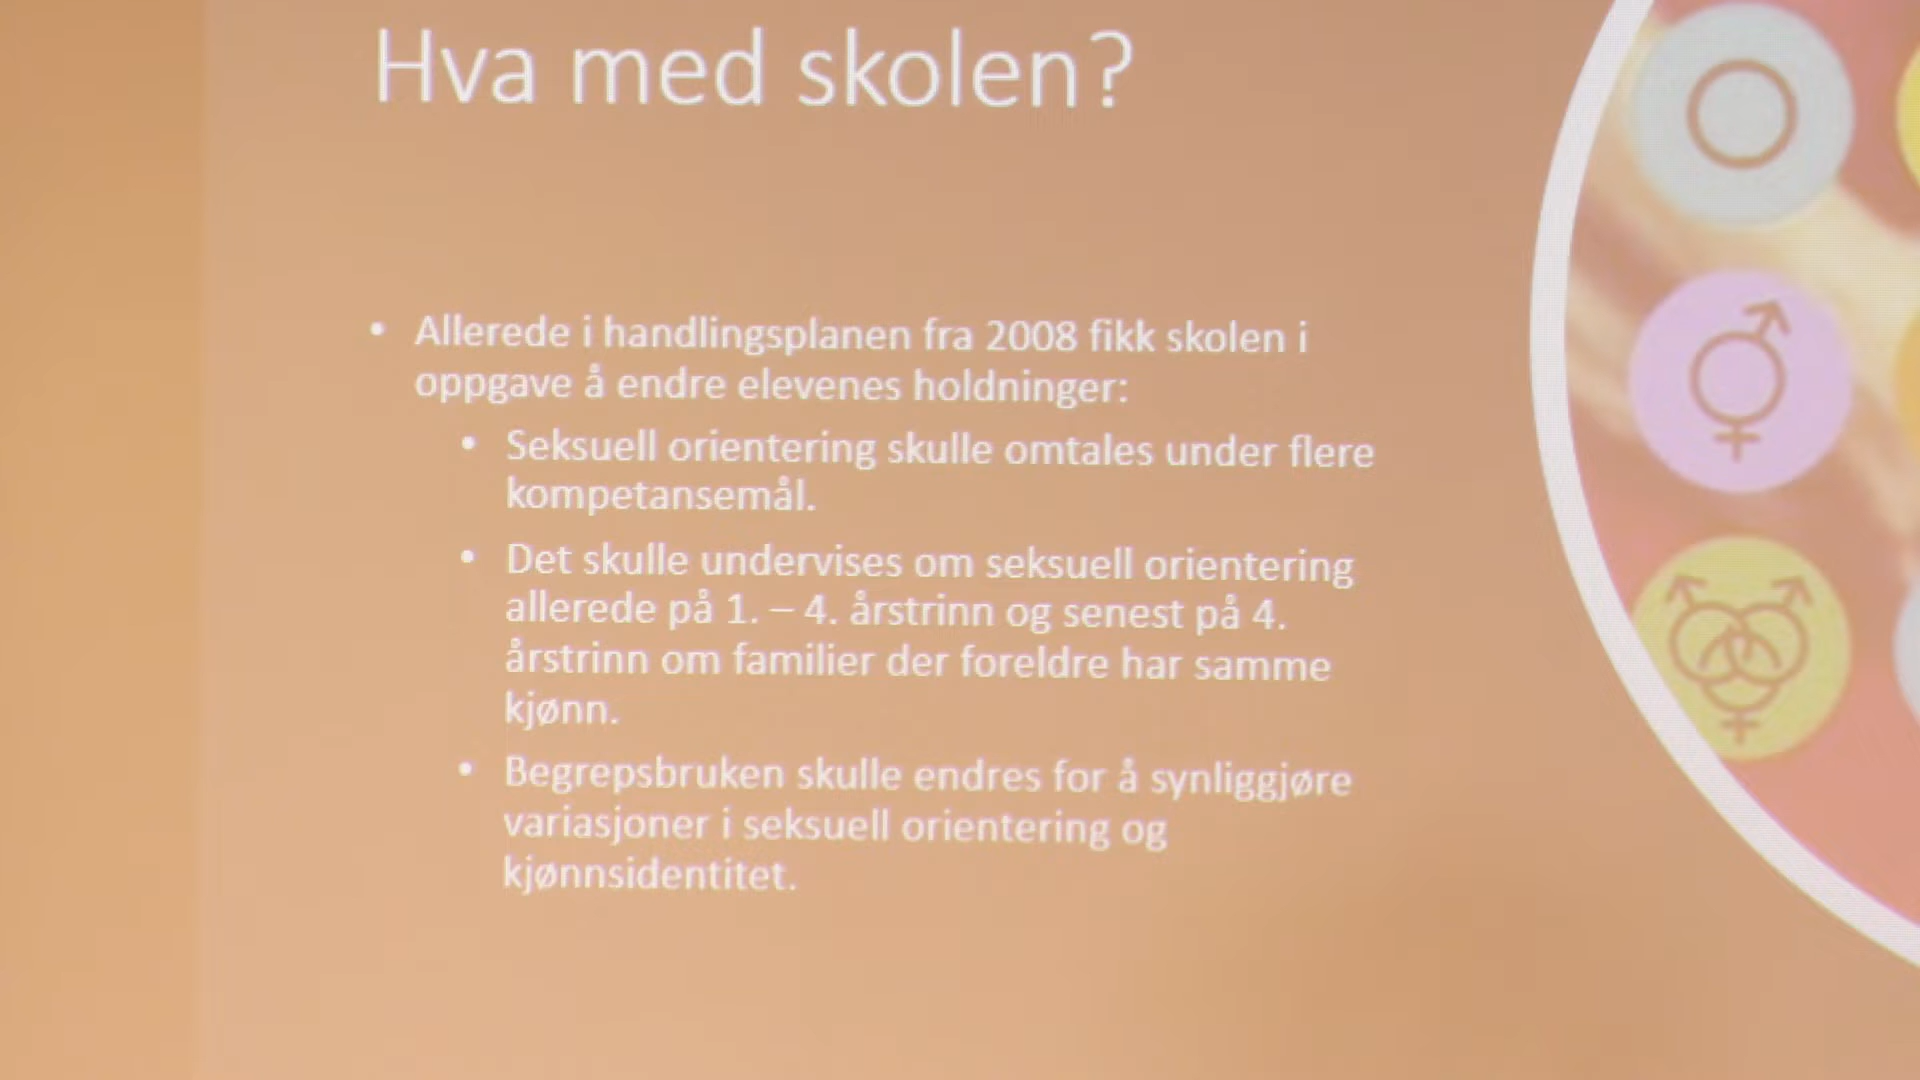 Hva med skolen?
• Allerede i handlingsplanen fra 2008 fikk skolen i
oppgave å endre elevenes holdninger:
• Seksuell orientering skulle omtales under flere
kompetansemål.
• Det skulle undervises om seksuell orientering
allerede på 1. – 4. årstrinn og senest på 4.
årstrinn om familier der foreldre har samme
kjønn.
• Begrepsbruken skulle endres for å synliggjøre
variasjoner i seksuell orientering og
kjønnsidentitet.